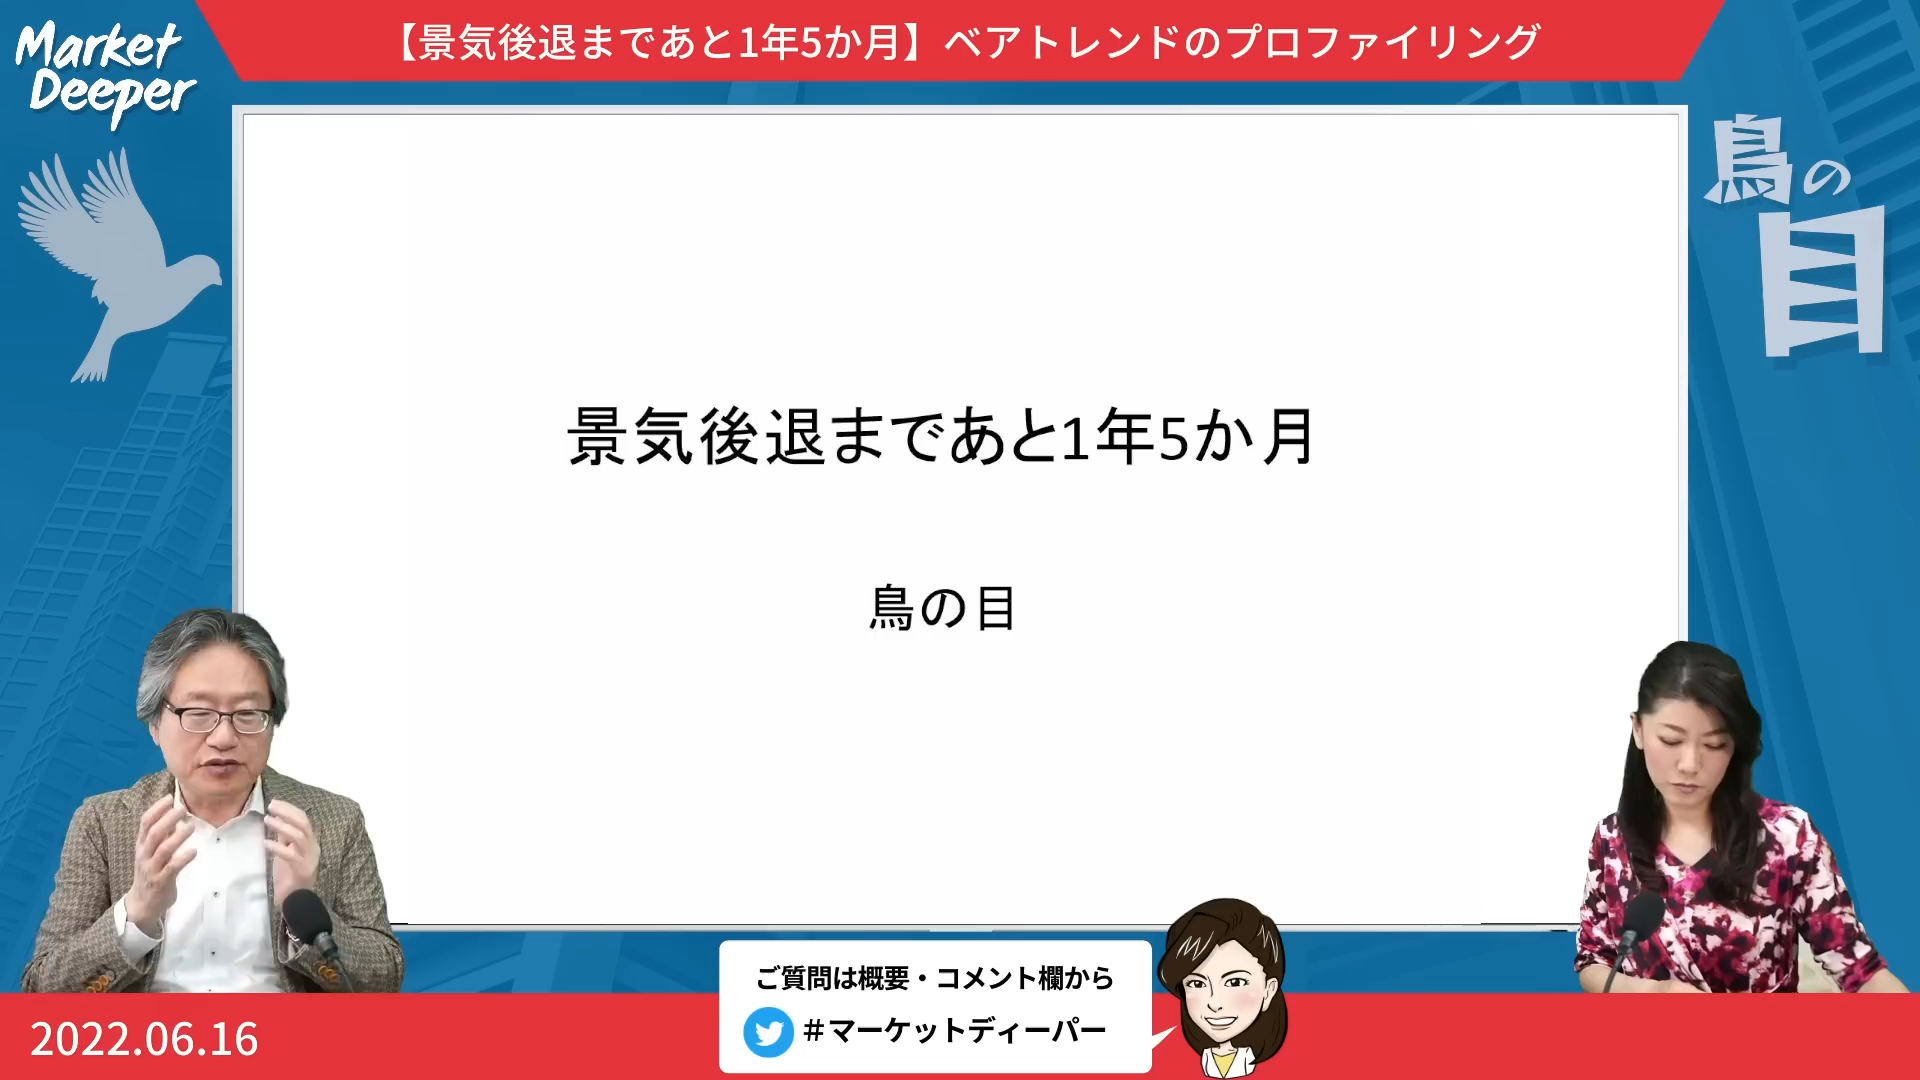 Market
Deeper
【景気後退まであと1年5か月】ベアトレンドのプロファイリング
鳥の
目
景気後退まであと1年5か月
鳥の目
ご質問は概要・コメント欄から
#マーケットディーパー
2022.06.16